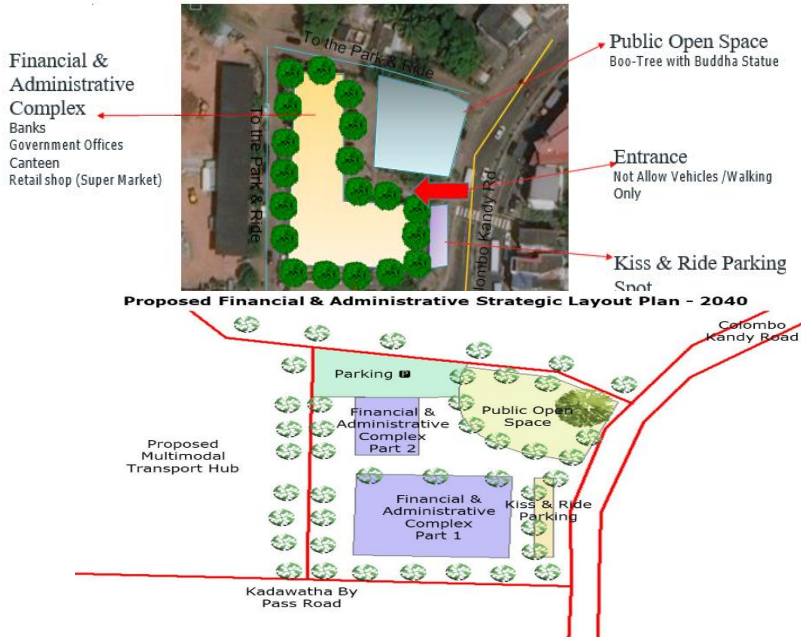 To the Park & Ride
Financial &
Administrative
Complex
Banks
Government Offices
Canteen
Retail shop (Super Market)
To the Park & Ride
Public Open Space
Boo-Tree with Buddha Statue
Entrance
Not Allow Vehicles /Walking
Only
olombo Kandy Rd
Kiss & Ride Parking
Spot
Proposed Financial & Administrative Strategic Layout Plan - 2040
Colombo
Kandy Road
Parking P
Financial &
Administrative
Complex
Part 2
Public Open
Space
Proposed
Multimodal
Transport Hub
Financial &
Administrative
Complex
Part 1
Kiss & Ride
Parking
Kadawatha By
Pass Road